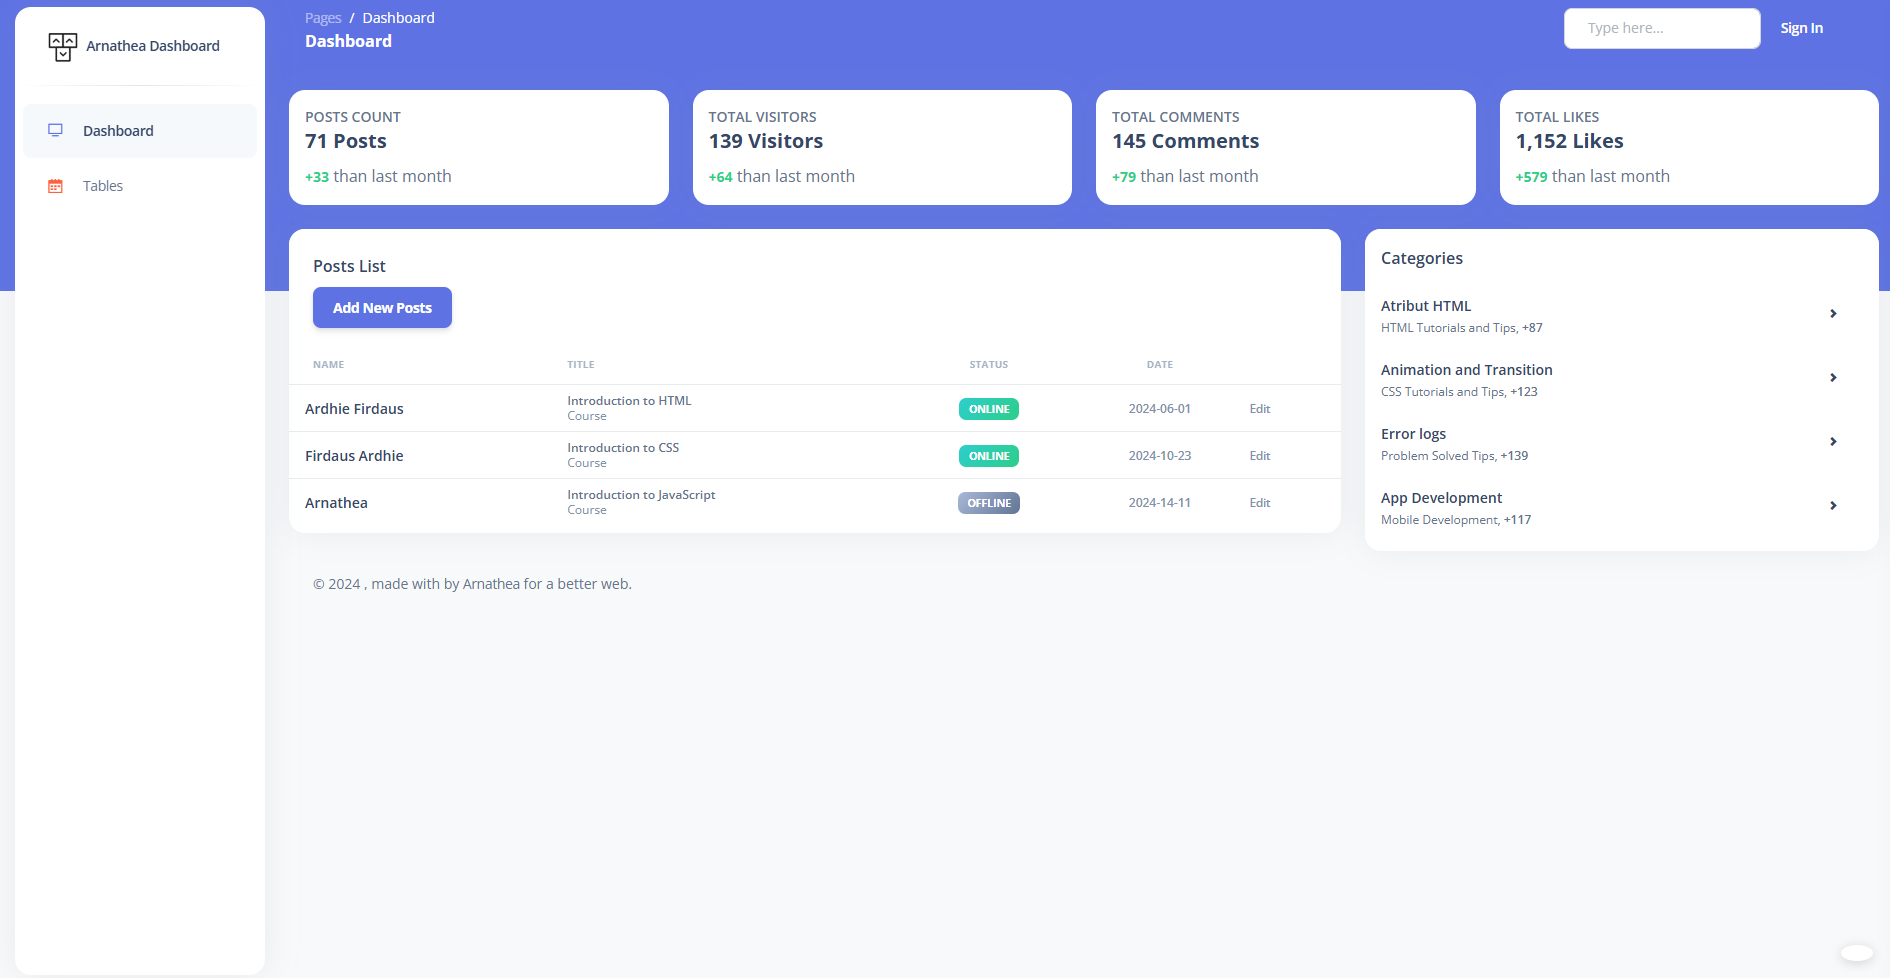 Arnathea Dashboard
Dashboard
Tables
Pages / Dashboard
Dashboard
Type here...
Sign In
POSTS COUNT
71 Posts
+33 than last month
TOTAL VISITORS
139 Visitors
+64 than last month
TOTAL COMMENTS
145 Comments
+79 than last month
TOTAL LIKES
1,152 Likes
+579 than last month
Posts List
Add New Posts
NAME TITLE STATUS DATE
Ardhie Firdaus Introduction to HTML Course ONLINE 2024-06-01 Edit
Firdaus Ardhie Introduction to CSS Course ONLINE 2024-10-23 Edit
Arnathea Introduction to JavaScript Course OFFLINE 2024-14-11 Edit
Categories
Atribut HTML
HTML Tutorials and Tips, +87
Animation and Transition
CSS Tutorials and Tips, +123
Error logs
Problem Solved Tips, +139
App Development
Mobile Development, +117
© 2024 , made with by Arnathea for a better web.